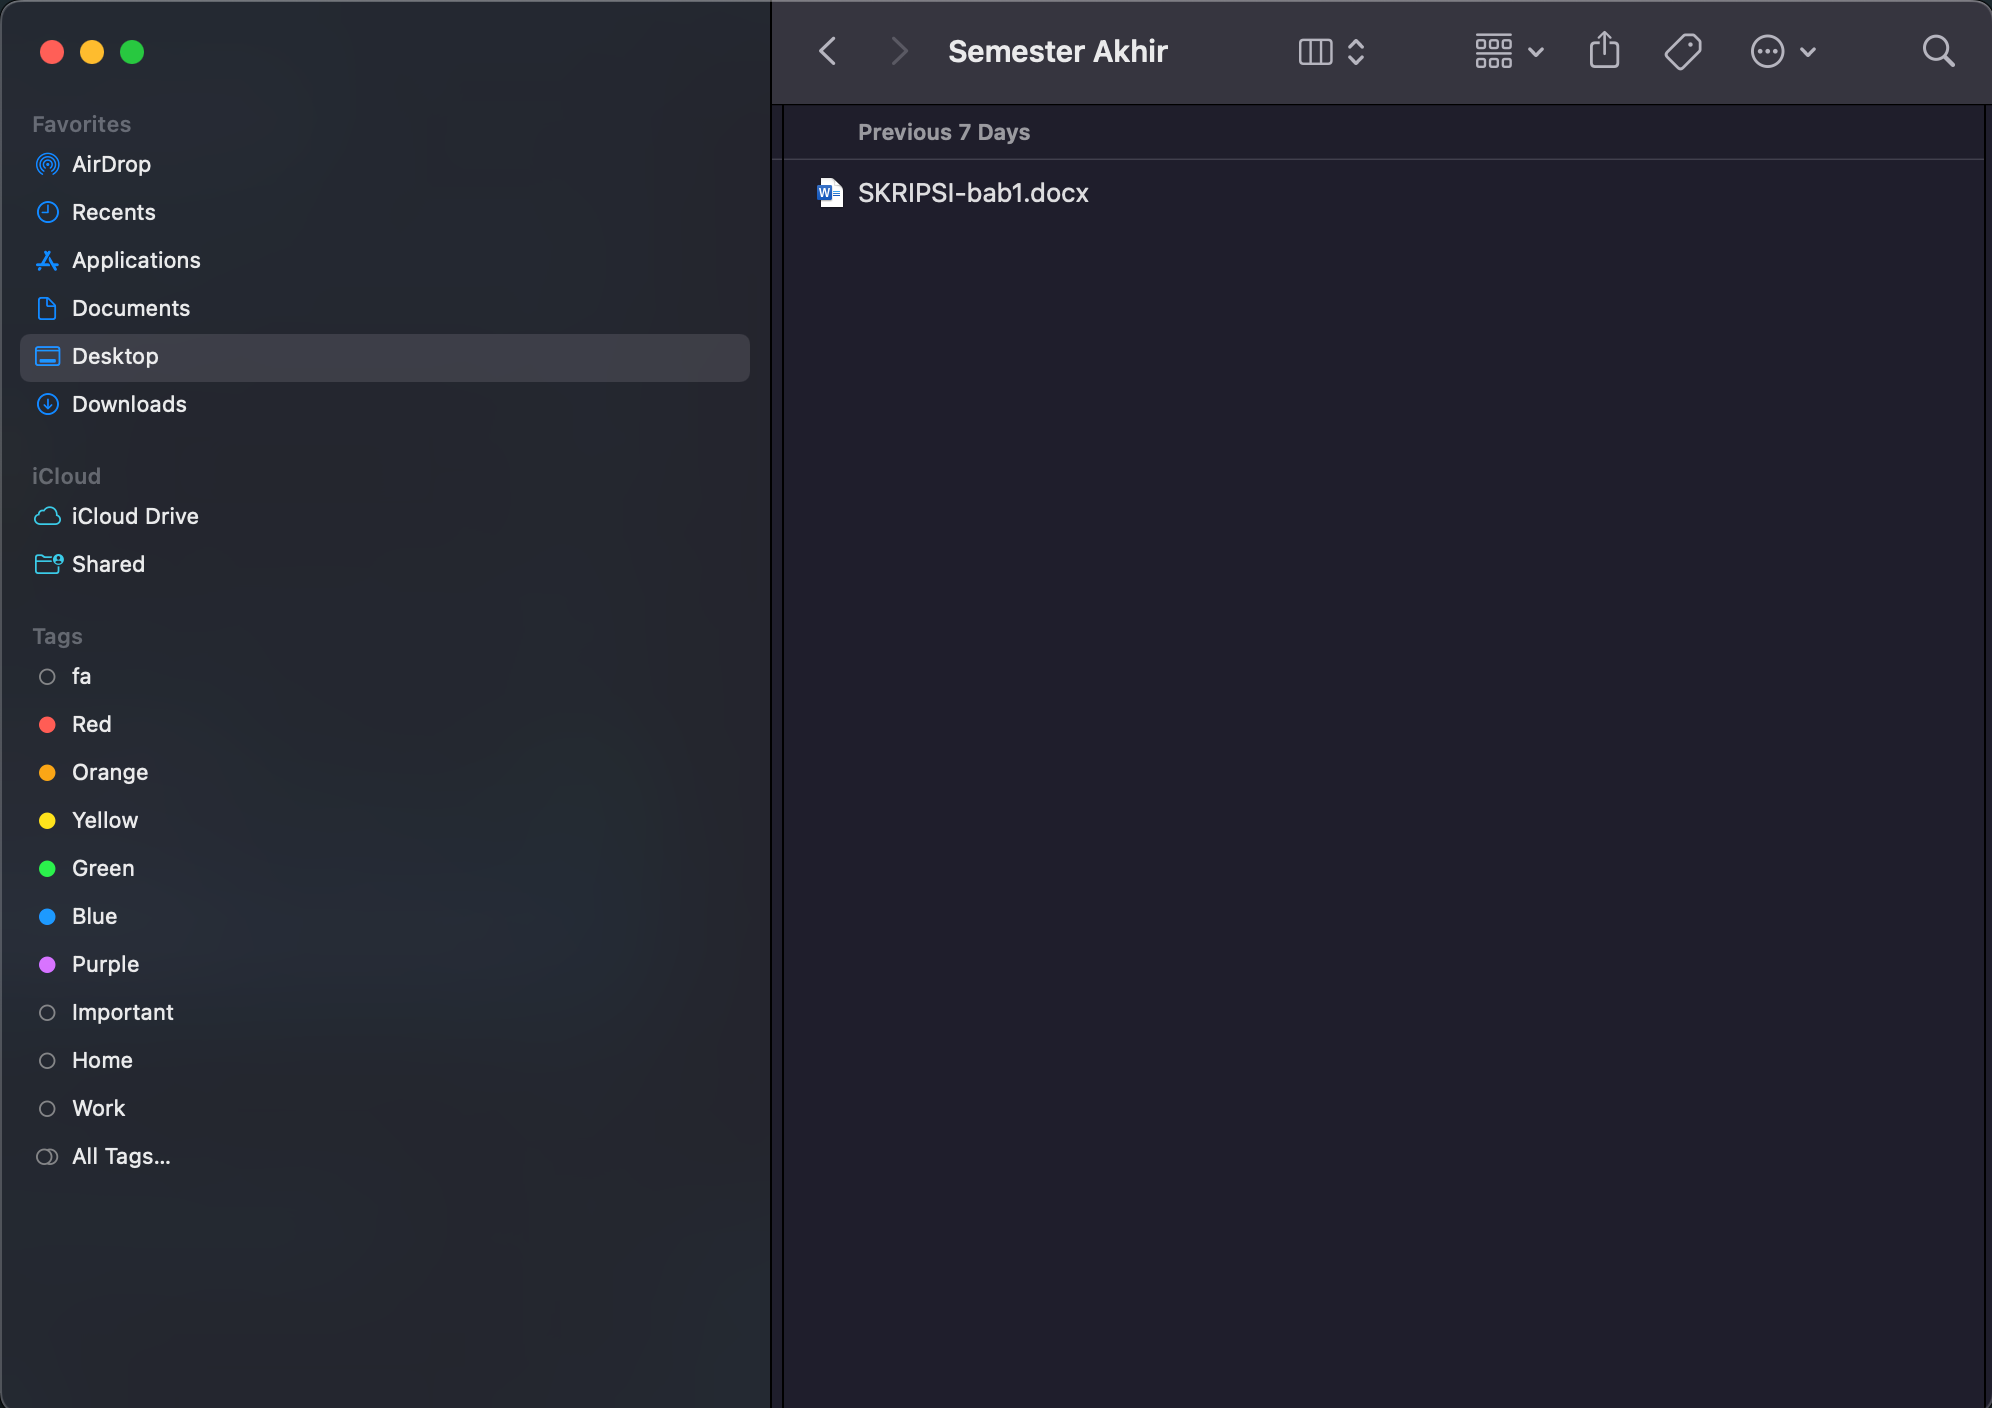 Semester Akhir
Favorites
AirDrop
Recents
Applications
Documents
Desktop
Downloads
iCloud
iCloud Drive
Shared
Tags
fa
Red
Orange
Yellow
Green
Blue
Purple
Important
Home
Work
All Tags...
Previous 7 Days
W SKRIPSI-bab1.docx